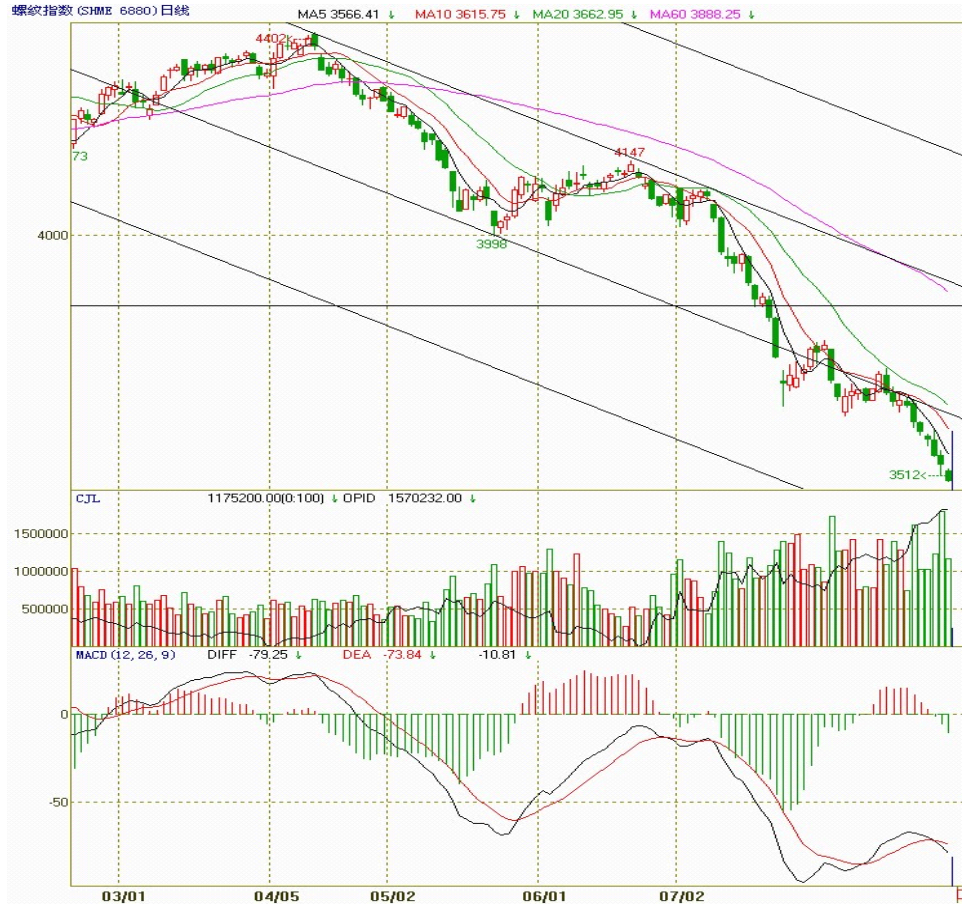 螺纹指数(SHME 6880)日线 MA5 3566.41 ↓ MA10 3615.75 ↓ MA20 3662.95 ↓ MA60 3888.25 ↓
4402<
4147
73
4000
3998
3512<
CJL 1175200.00(0:100) ↓ OPID 1570232.00 ↓
1500000
1000000
500000
MACD(12,26,9) DIFF -79.25 ↓ DEA -73.84 ↓ -10.81 ↓
0
-50
03/01 04/05 05/02 06/01 07/02